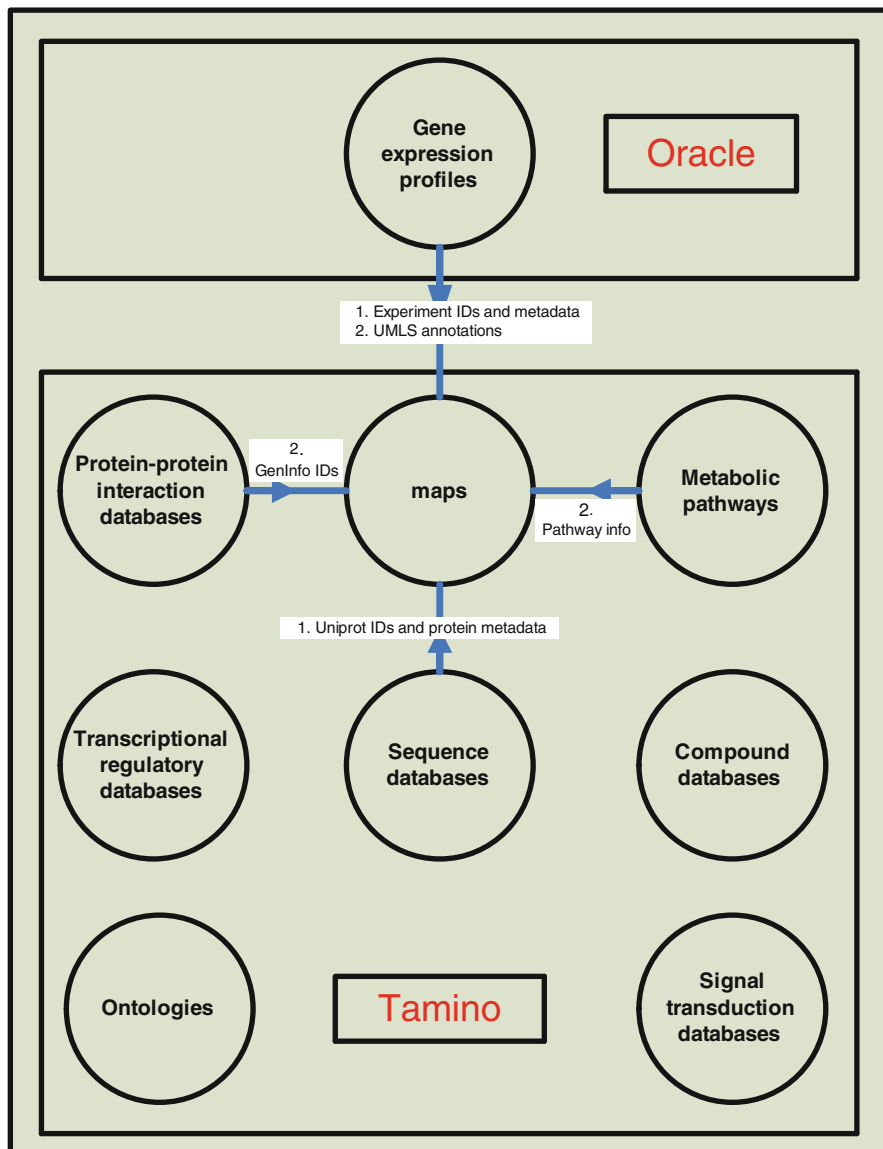 Gene
expression
profiles
Oracle
1. Experiment IDs and metadata
2. UMLS annotations
Protein-protein
interaction
databases
2.
GenInfo IDs
maps
2.
Pathway info
Metabolic
pathways
1. Uniprot IDs and protein metadata
Transcriptional
regulatory
databases
Sequence
databases
Compound
databases
Ontologies
Tamino
Signal
transduction
databases